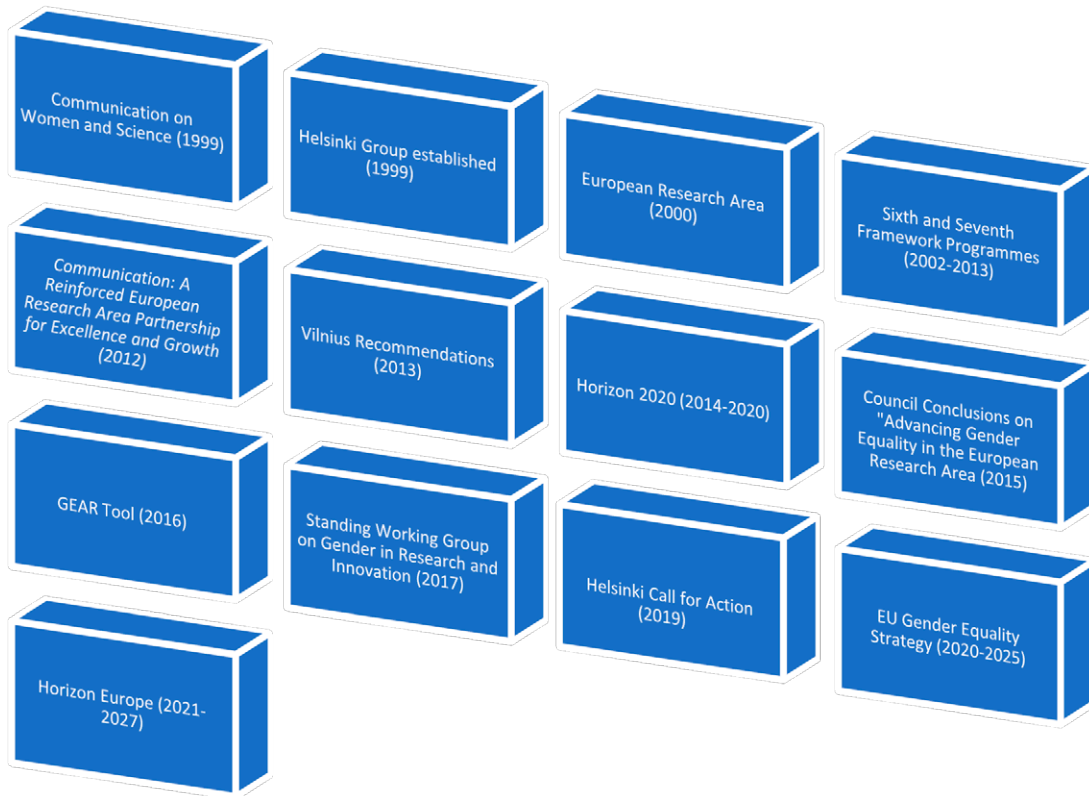 Communication on
Women and Science (1999)
Helsinki Group established
(1999)
European Research Area
(2000)
Sixth and Seventh
Framework Programmes
(2002-2013)
Communication: A
Reinforced European
Research Area Partnership
for Excellence and Growth
(2012)
Vilnius Recommendations
(2013)
Horizon 2020 (2014-2020)
Council Conclusions on
"Advancing Gender
Equality in the European
Research Area (2015)
GEAR Tool (2016)
Standing Working Group
on Gender in Research and
Innovation (2017)
Helsinki Call for Action
(2019)
EU Gender Equality
Strategy (2020-2025)
Horizon Europe (2021-
2027)